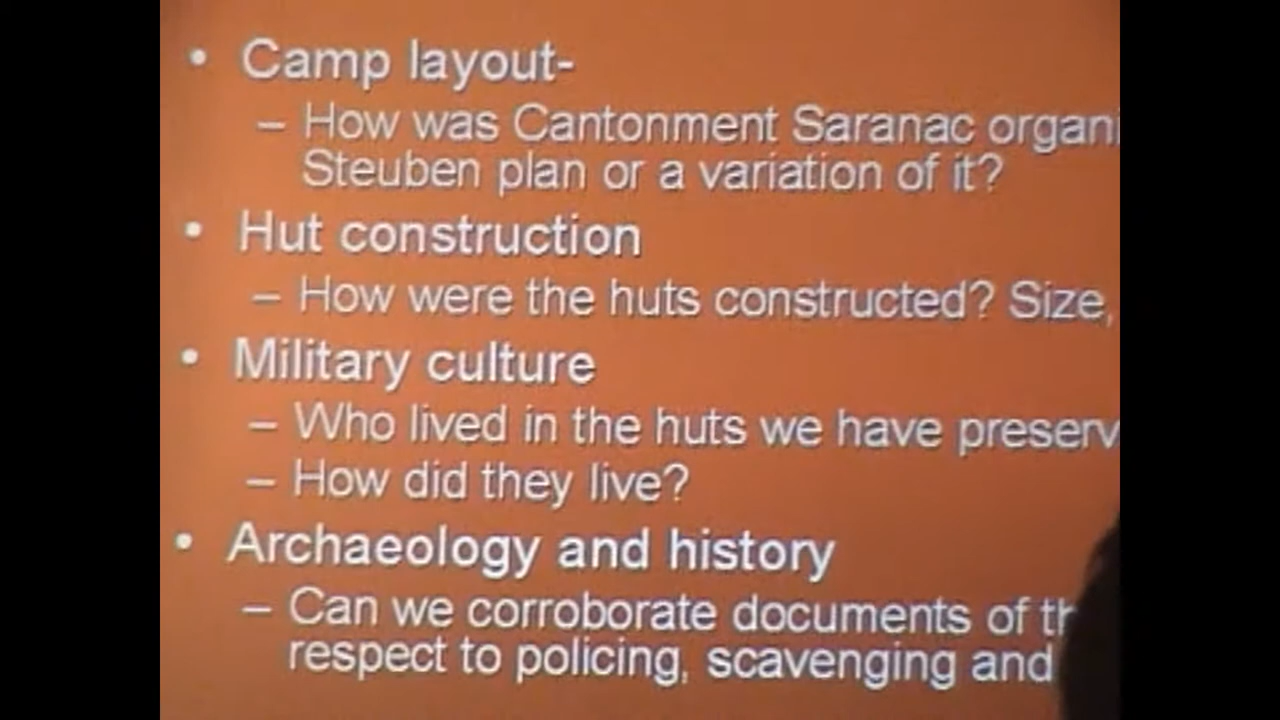 • Camp layout-
– How was Cantonment Saranac organi
Steuben plan or a variation of it?
• Hut construction
– How were the huts constructed? Size,
• Military culture
– Who lived in the huts we have preserv
– How did they live?
• Archaeology and history
– Can we corroborate documents of th
respect to policing, scavenging and